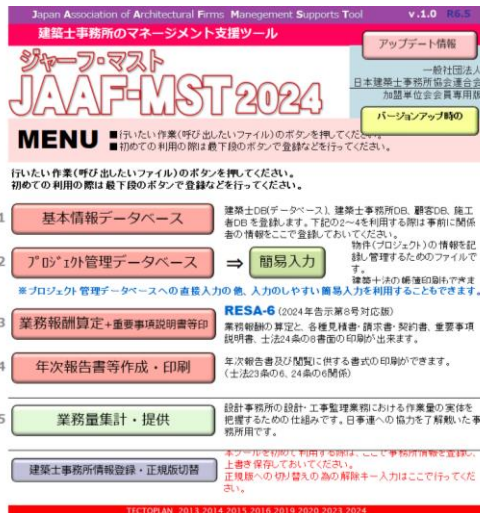 Japan Association of Architectural Firms Manegement Supports Tool v.1.0 R6.5
建築士事務所のマネージメント支援ツール
アップデート情報
ジャーフ・マスト
JAAF-MST 2024
一般社団法人
日本建築士事務所協会連合会
加盟単位会会員専用版
バージョンアップ時の
MENU
■行いたい作業(呼び出したいファイル)のボタンを押してください。
■初めての利用の際は最下段のボタンで登録などを行ってください。
行いたい作業(呼び出したいファイル)のボタンを押してください。
初めての利用の際は最下段のボタンで登録などを行ってください。
1 基本情報データベース
建築士DB(データベース)、建築士事務所DB、顧客DB、施工
者DBを登録します。下記の2~4を利用する際は事前に関係
者の情報をここで登録しておいてください。
2 プロジェクト管理データベース ⇒ 簡易入力
物件(プロジェクト)の情報を記
録し管理するためのファイルで
す。
建築士法の帳簿印刷もできま
※プロジェクト管理データベースへの直接入力の他、入力のしやすい簡易入力を利用することもできます。
3 業務報酬算定+重要事項説明書等印
RESA-6 (2024年告示第8号対応版)
業務報酬の算定と、各種見積書・請求書・契約書、重要事項
説明書、士法24条の8書面の印刷が出来ます。
4 年次報告書等作成・印刷
年次報告書及び閲覧に供する書式の印刷ができます。
(士法23条の6、24条の6関係)
5 業務量集計・提供
設計事務所の設計・工事監理業務における作業量の実体を
把握するための仕組みです。日事連への協力を了解戴いた事
務所用です。
建築士事務所情報登録・正規版切替
本ツールを初めて利用する際は、ここで事務所情報を登録し、
上書き保存しておいてください。
正規版への切り替えの為の解除キー入力はここで行ってくだ
さい。
TECTOPLAN 2013 2014 2015 2016 2019 2020 2023 2024